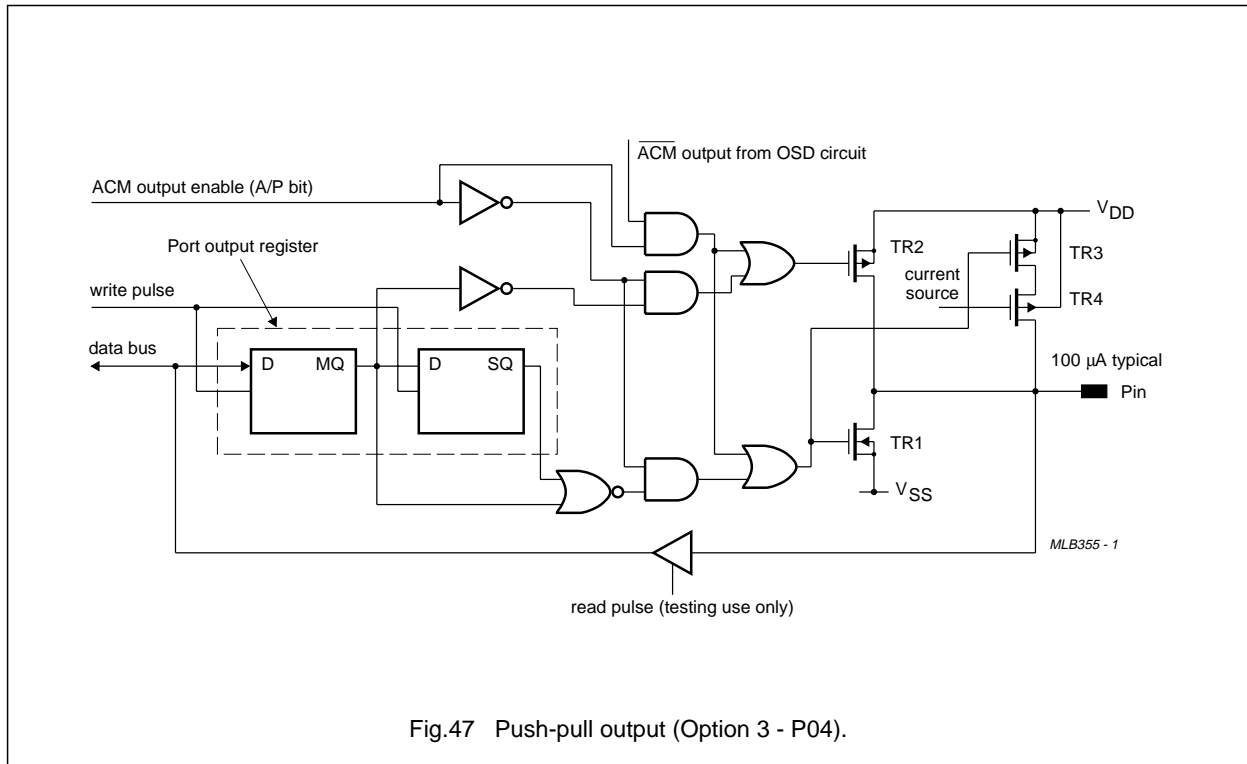 ACM output from OSD circuit
ACM output enable (A/P bit)
Port output register
write pulse
data bus
D MQ
D SQ
VDD
TR2
TR3
current
source
TR4
100 µA typical
Pin
TR1
VSS
MLB355 - 1
read pulse (testing use only)
Fig.47 Push-pull output (Option 3 - P04).